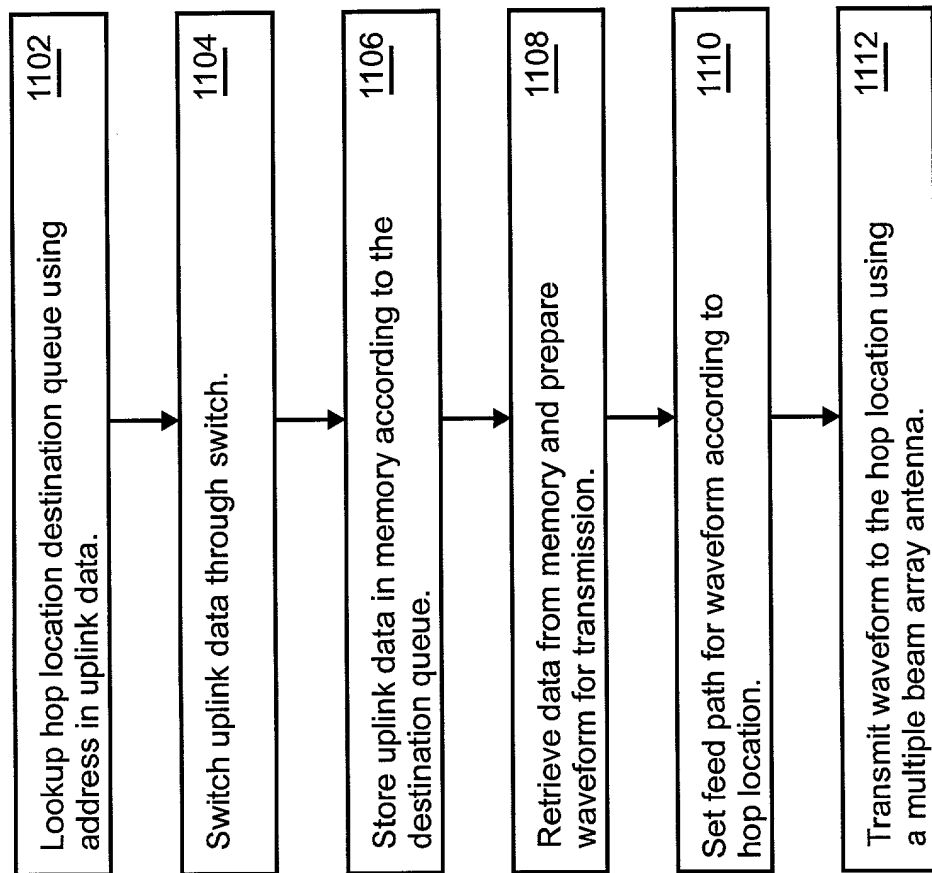 Lookup hop location destination queue using 1102
address in uplink data.
Switch uplink data through switch. 1104
Store uplink data in memory according to the 1106
destination queue.
Retrieve data from memory and prepare 1108
waveform for transmission.
Set feed path for waveform according to 1110
hop location.
Transmit waveform to the hop location using 1112
a multiple beam array antenna.